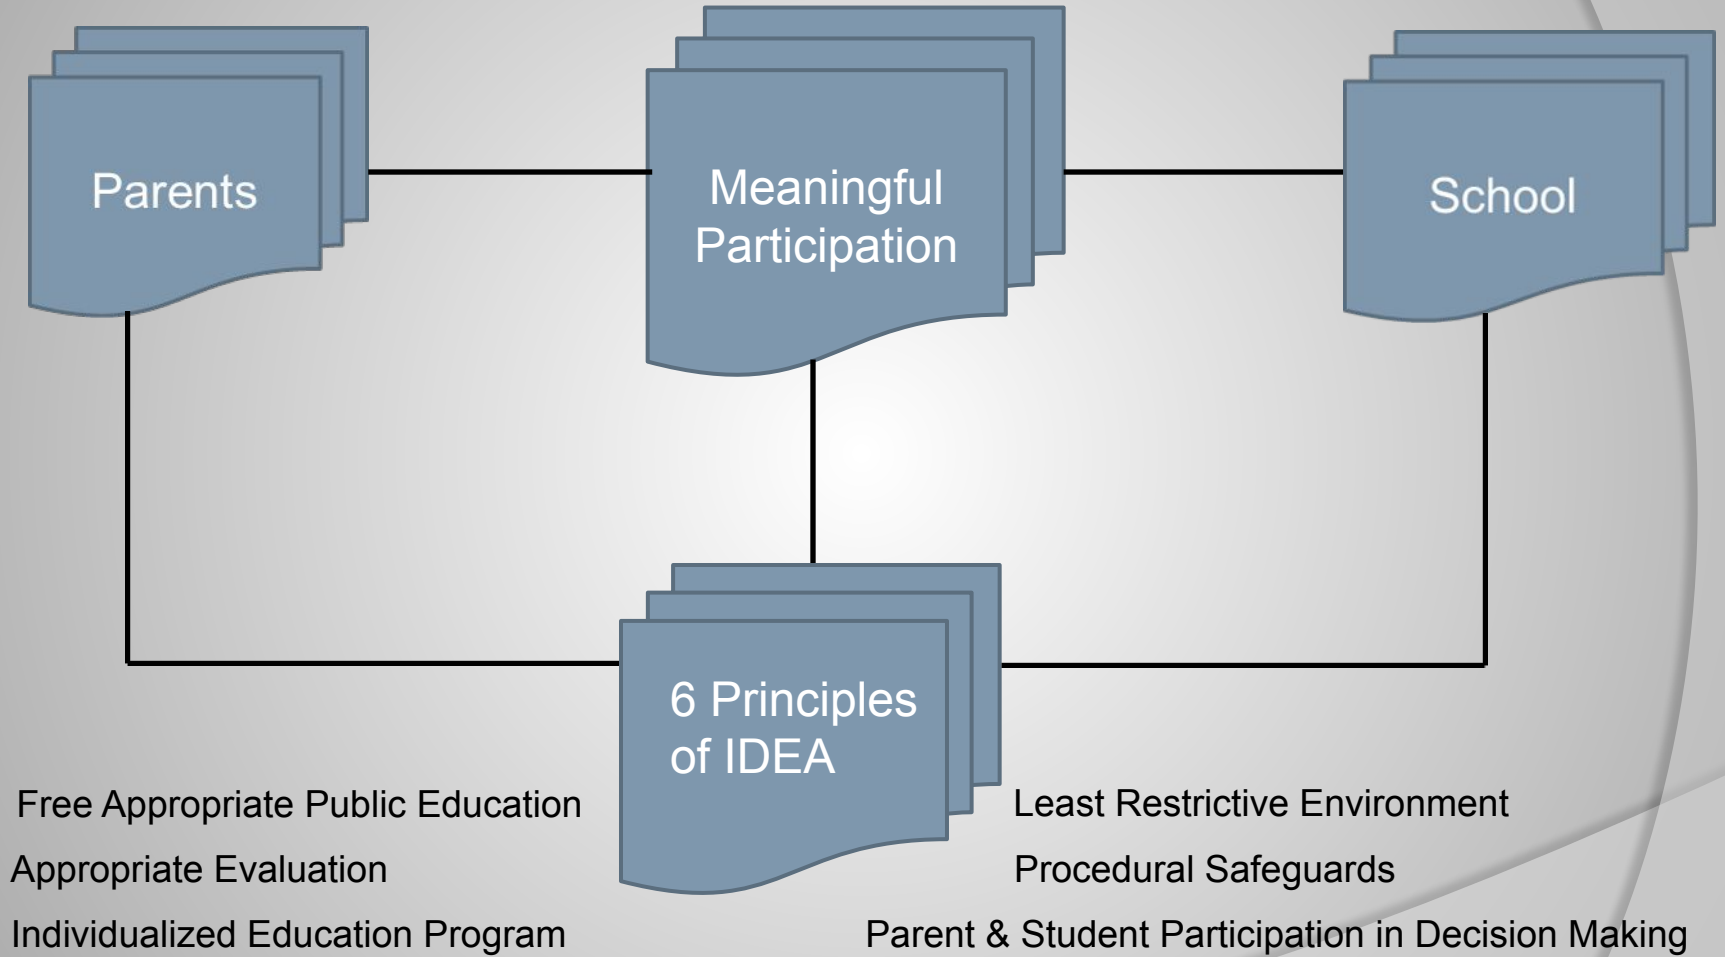 Parents
Meaningful
Participation
School
6 Principles
of IDEA
Free Appropriate Public Education
Appropriate Evaluation
Individualized Education Program
Least Restrictive Environment
Procedural Safeguards
Parent & Student Participation in Decision Making